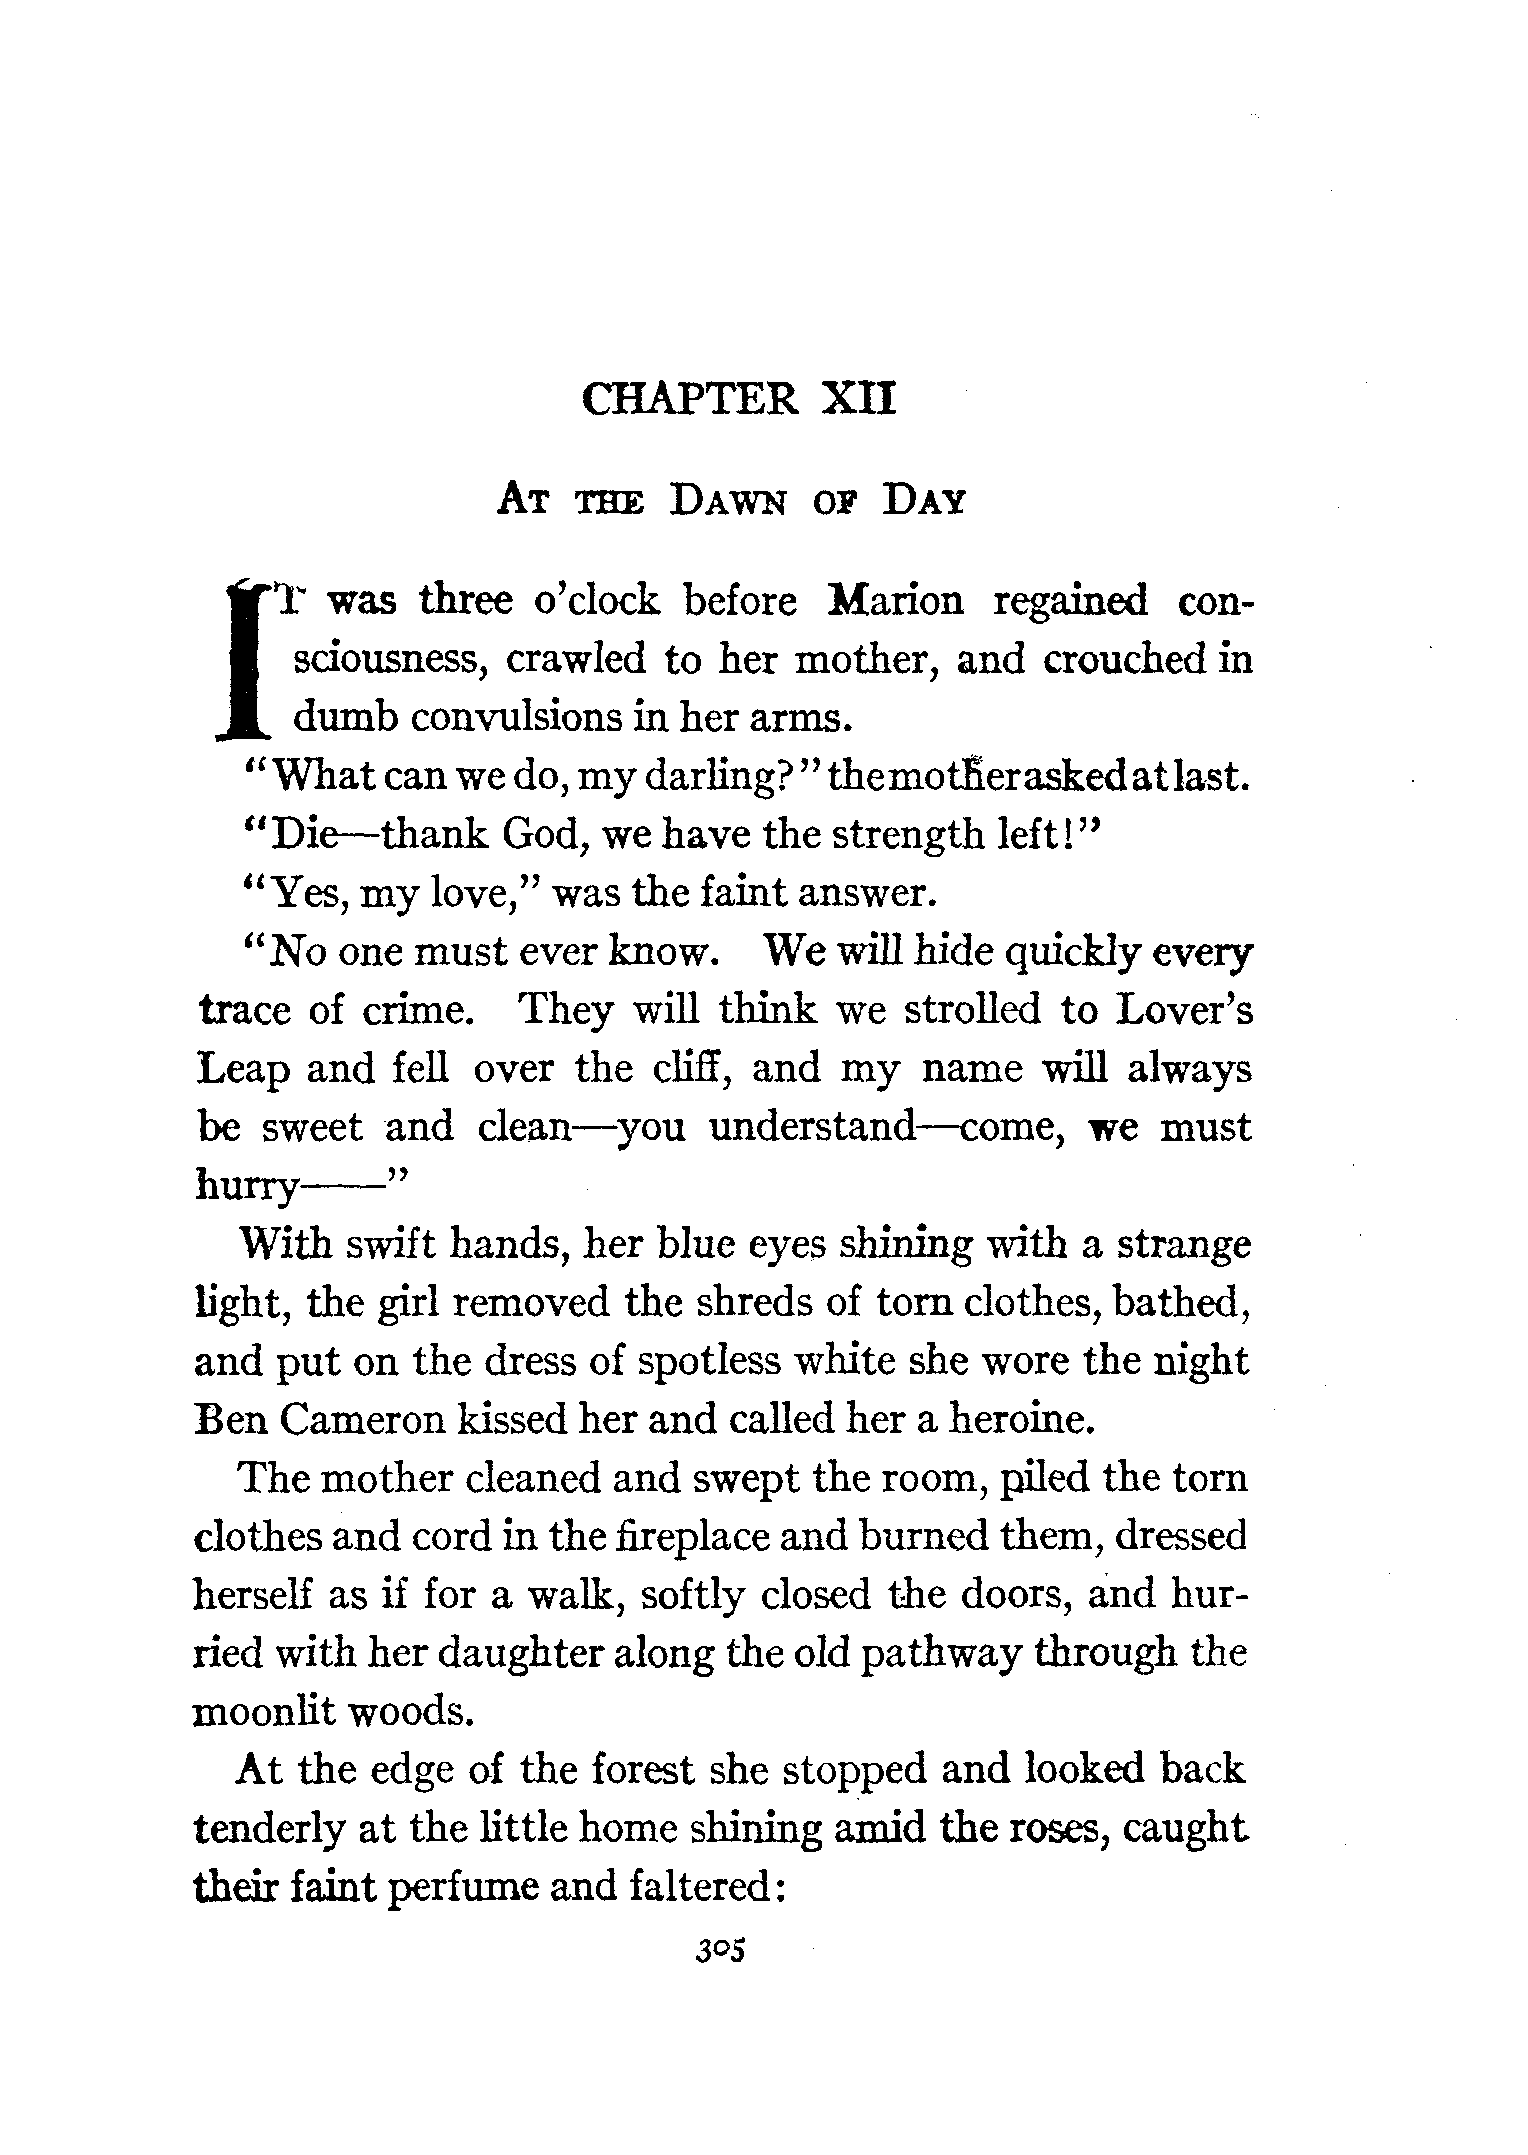 CHAPTER XII
At the Dawn of Day
IT was three o'clock before Marion regained con-
sciousness, crawled to her mother, and crouched in
dumb convulsions in her arms.
"What can we do, my darling?" the mother asked at last.
"Die—thank God, we have the strength left!"
"Yes, my love," was the faint answer.
"No one must ever know. We will hide quickly every
trace of crime. They will think we strolled to Lover's
Leap and fell over the cliff, and my name will always
be sweet and clean—you understand—come, we must
hurry——"
With swift hands, her blue eyes shining with a strange
light, the girl removed the shreds of torn clothes, bathed,
and put on the dress of spotless white she wore the night
Ben Cameron kissed her and called her a heroine.
The mother cleaned and swept the room, piled the torn
clothes and cord in the fireplace and burned them, dressed
herself as if for a walk, softly closed the doors, and hur-
ried with her daughter along the old pathway through the
moonlit woods.
At the edge of the forest she stopped and looked back
tenderly at the little home shining amid the roses, caught
their faint perfume and faltered:
305